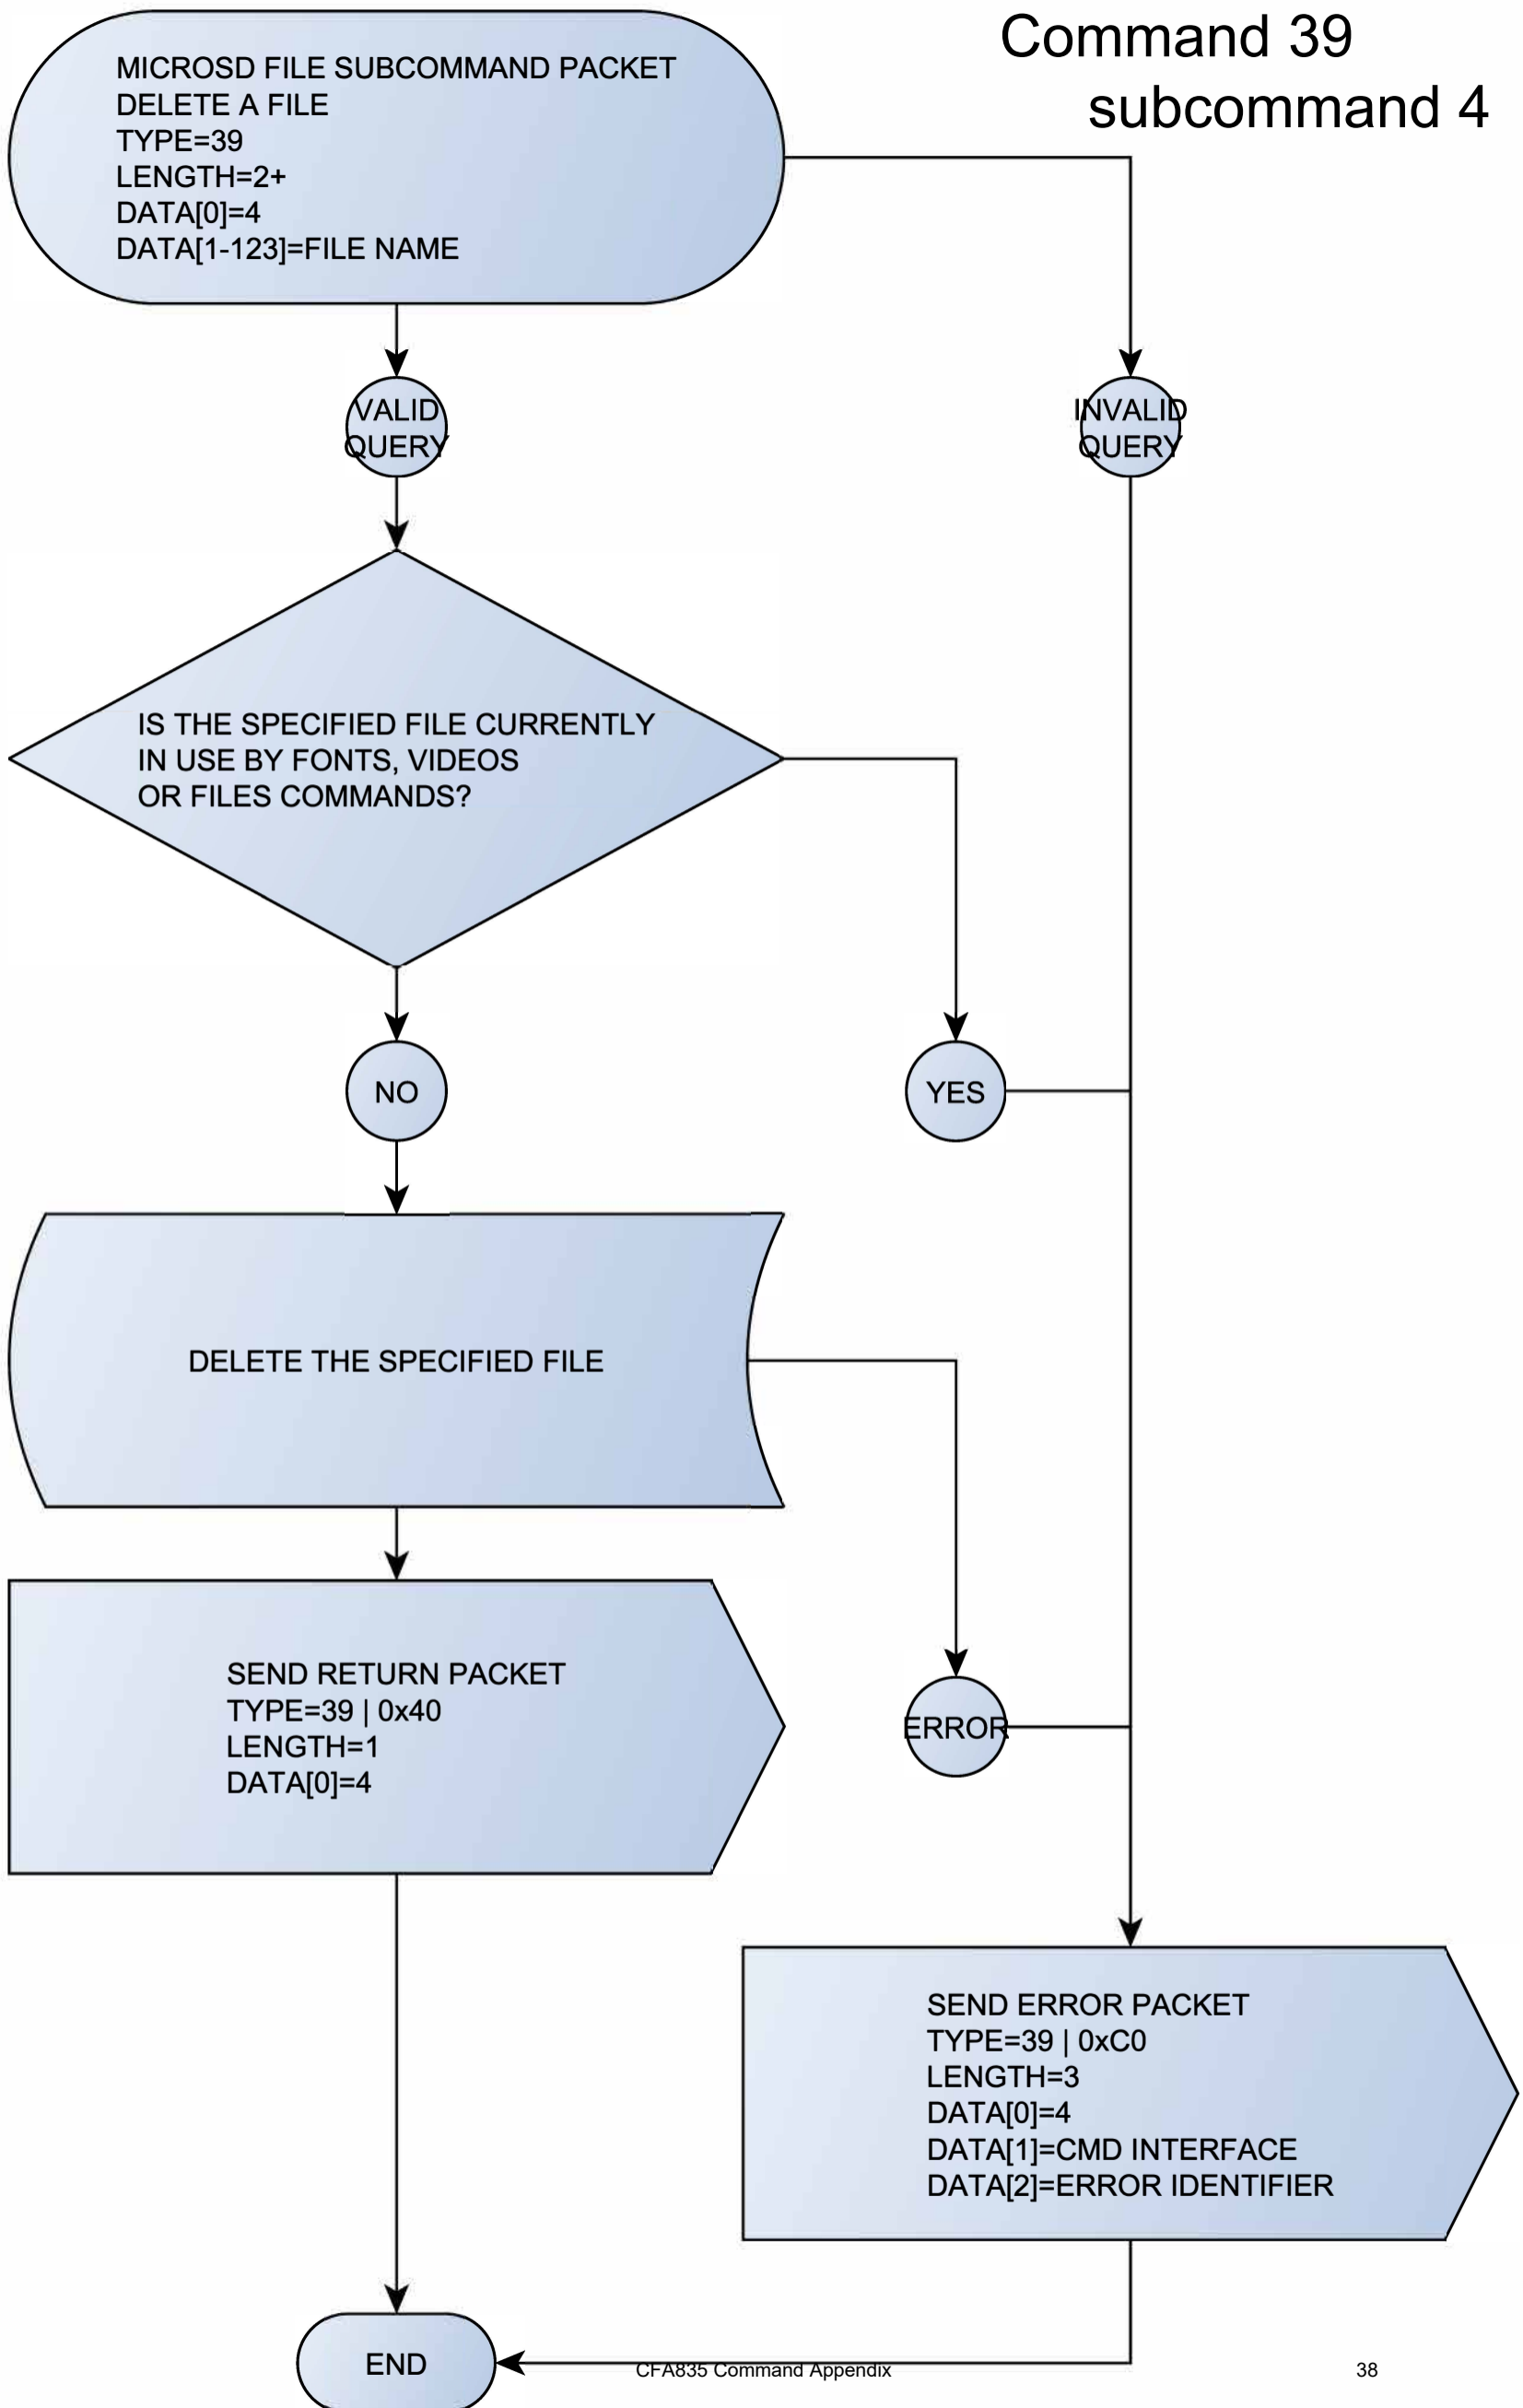 Command 39
subcommand 4
MICROSD FILE SUBCOMMAND PACKET
DELETE A FILE
TYPE=39
LENGTH=2+
DATA[0]=4
DATA[1-123]=FILE NAME
VALID
QUERY
INVALID
QUERY
IS THE SPECIFIED FILE CURRENTLY
IN USE BY FONTS, VIDEOS
OR FILES COMMANDS?
NO
YES
DELETE THE SPECIFIED FILE
SEND RETURN PACKET
TYPE=39 | 0x40
LENGTH=1
DATA[0]=4
ERROR
SEND ERROR PACKET
TYPE=39 | 0xC0
LENGTH=3
DATA[0]=4
DATA[1]=CMD INTERFACE
DATA[2]=ERROR IDENTIFIER
END
CFA835 Command Appendix
38